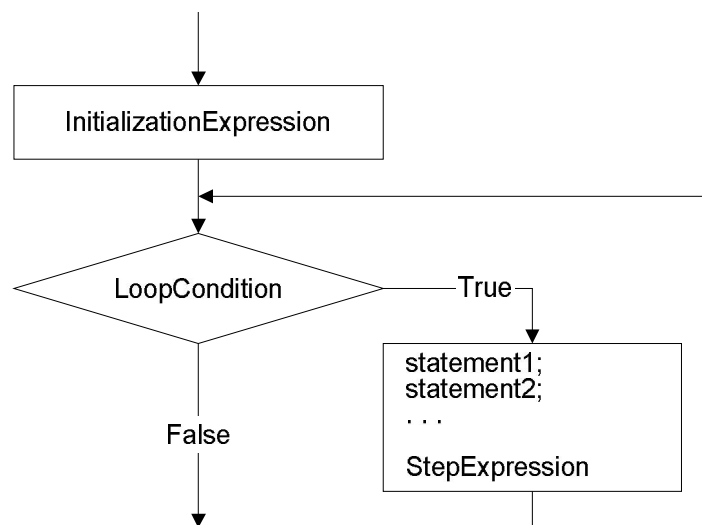 InitializationExpression
LoopCondition
True
statement1;
statement2;
. . .
False
StepExpression